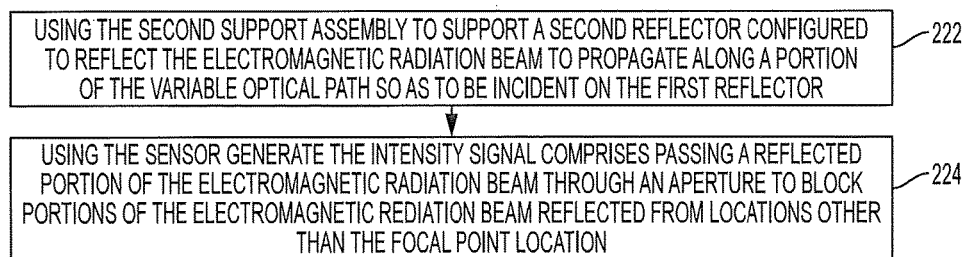 USING THE SECOND SUPPORT ASSEMBLY TO SUPPORT A SECOND REFLECTOR CONFIGURED
TO REFLECT THE ELECTROMAGNETIC RADIATION BEAM TO PROPAGATE ALONG A PORTION
OF THE VARIABLE OPTICAL PATH SO AS TO BE INCIDENT ON THE FIRST REFLECTOR
222
USING THE SENSOR GENERATE THE INTENSITY SIGNAL COMPRISES PASSING A REFLECTED
PORTION OF THE ELECTROMAGNETIC RADIATION BEAM THROUGH AN APERTURE TO BLOCK
PORTIONS OF THE ELECTROMAGNETIC REDIATION BEAM REFLECTED FROM LOCATIONS OTHER
THAN THE FOCAL POINT LOCATION
224